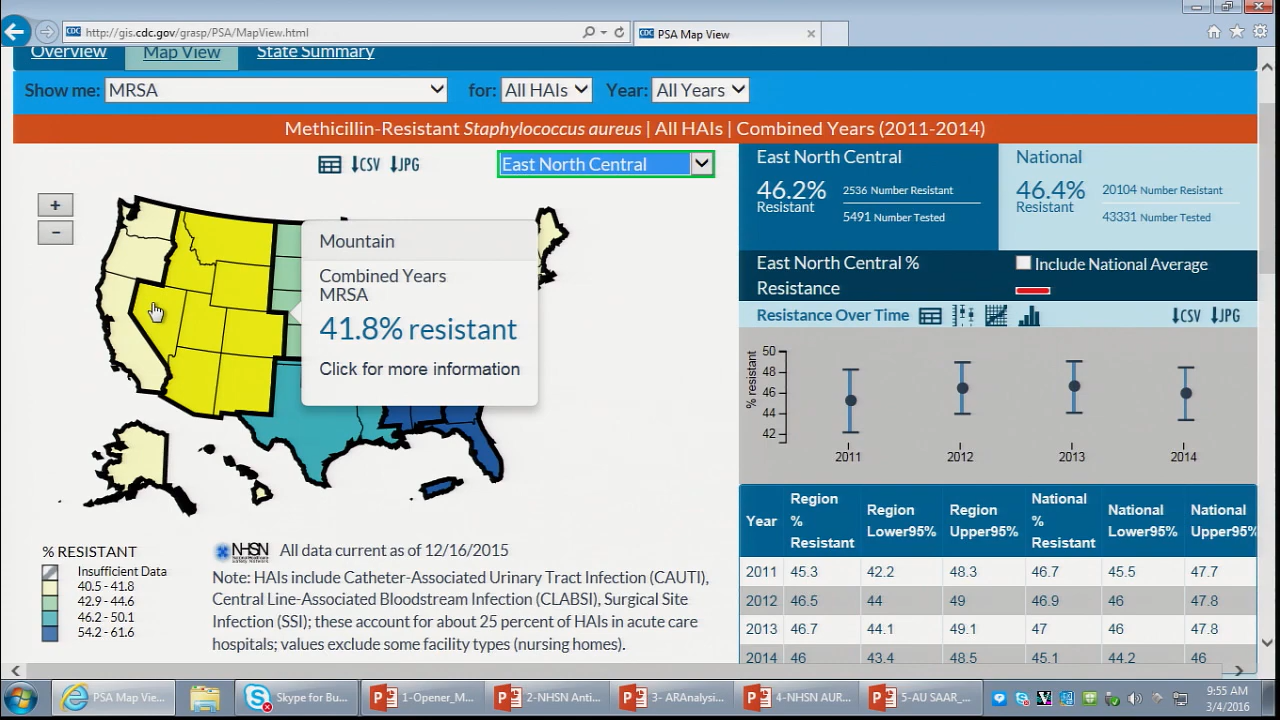 http://gis.cdc.gov/grasp/PSA/MapView.html
PSA Map View
Overview
Map View
State Summary
Show me: MRSA
for: All HAIs
Year: All Years
Methicillin-Resistant Staphylococcus aureus | All HAIs | Combined Years (2011-2014)
CSV
JPG
East North Central
+
−
Mountain
Combined Years
MRSA
41.8% resistant
Click for more information
% RESISTANT
Insufficient Data
40.5 - 41.8
42.9 - 44.6
46.2 - 50.1
54.2 - 61.6
NHSN
All data current as of 12/16/2015
Note: HAIs include Catheter-Associated Urinary Tract Infection (CAUTI),
Central Line-Associated Bloodstream Infection (CLABSI), Surgical Site
Infection (SSI); these account for about 25 percent of HAIs in acute care
hospitals; values exclude some facility types (nursing homes).
East North Central
46.2% 2536 Number Resistant
Resistant 5491 Number Tested
National
46.4% 20104 Number Resistant
Resistant 43331 Number Tested
East North Central %
Resistance
Include National Average
Resistance Over Time
CSV
JPG
% resistant
50
48
46
44
42
2011 2012 2013 2014
Year Region % Resistant Region Lower95% Region Upper95% National % Resistant National Lower95% National Upper95%
2011 45.3 42.2 48.3 46.7 45.5 47.7
2012 46.5 44 49 46.9 46 47.8
2013 46.7 44.1 49.1 47 46 47.8
2014 46 43.4 48.5 45.1 44.2 46
PSA Map Vie...
Skype for Bu...
1-Opener_M...
2-NHSN Anti...
3- ARAnalysi...
4-NHSN AUR...
5-AU SAAR_...
9:55 AM
3/4/2016